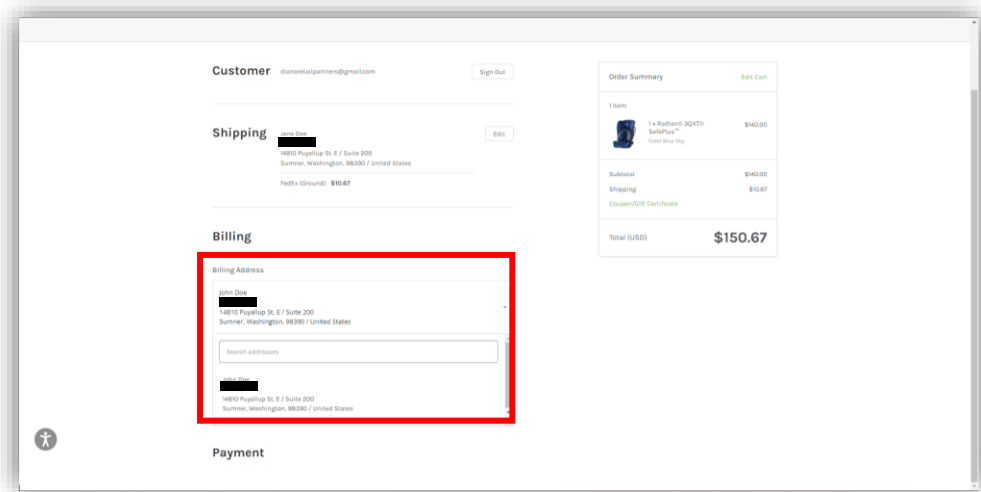 Customer
dionoretailpartners@gmail.com
Sign Out
Shipping
Jane Doe
Edit
14810 Puyallup St. E / Suite 200
Sumner, Washington, 98390 / United States
FedEx (Ground) $10.67
Billing
Billing Address
John Doe
14810 Puyallup St. E / Suite 200
Sumner, Washington, 98390 / United States
Search addresses
John Doe
14810 Puyallup St. E / Suite 200
Sumner, Washington, 98390 / United States
Payment
Order Summary
Edit Cart
1 Item
1 x Radian® 3QXT®
SafePlus™
$140.00
Color Blue Sky
Subtotal
$140.00
Shipping
$10.67
Coupon/Gift Certificate
Total (USD)
$150.67